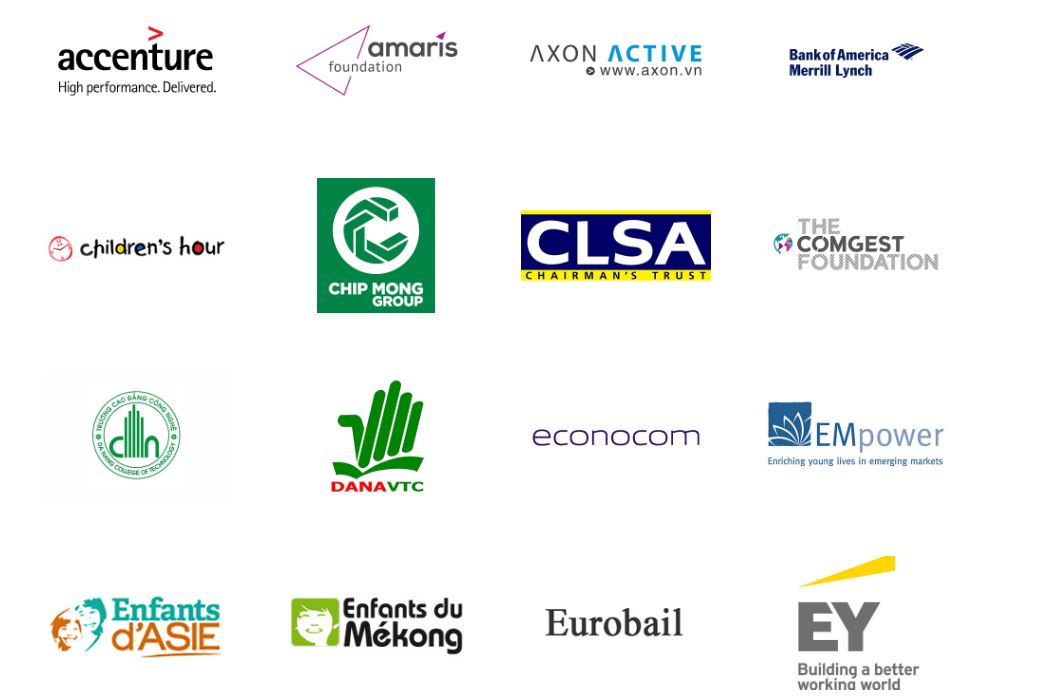 accenture
High performance. Delivered.
amaris
foundation
AXON ACTIVE
www.axon.vn
Bank of America
Merrill Lynch
children's hour
CHIP MONG
GROUP
CLSA
CHAIRMAN'S TRUST
THE
COMGEST
FOUNDATION
TRƯỜNG CAO ĐẲNG CÔNG NGHỆ
DA NANG COLLEGE OF TECHNOLOGY
DANAVTC
econocom
EMpower
Enriching young lives in emerging markets
Enfants
d'ASIE
Enfants du
Mékong
Eurobail
EY
Building a better
working world